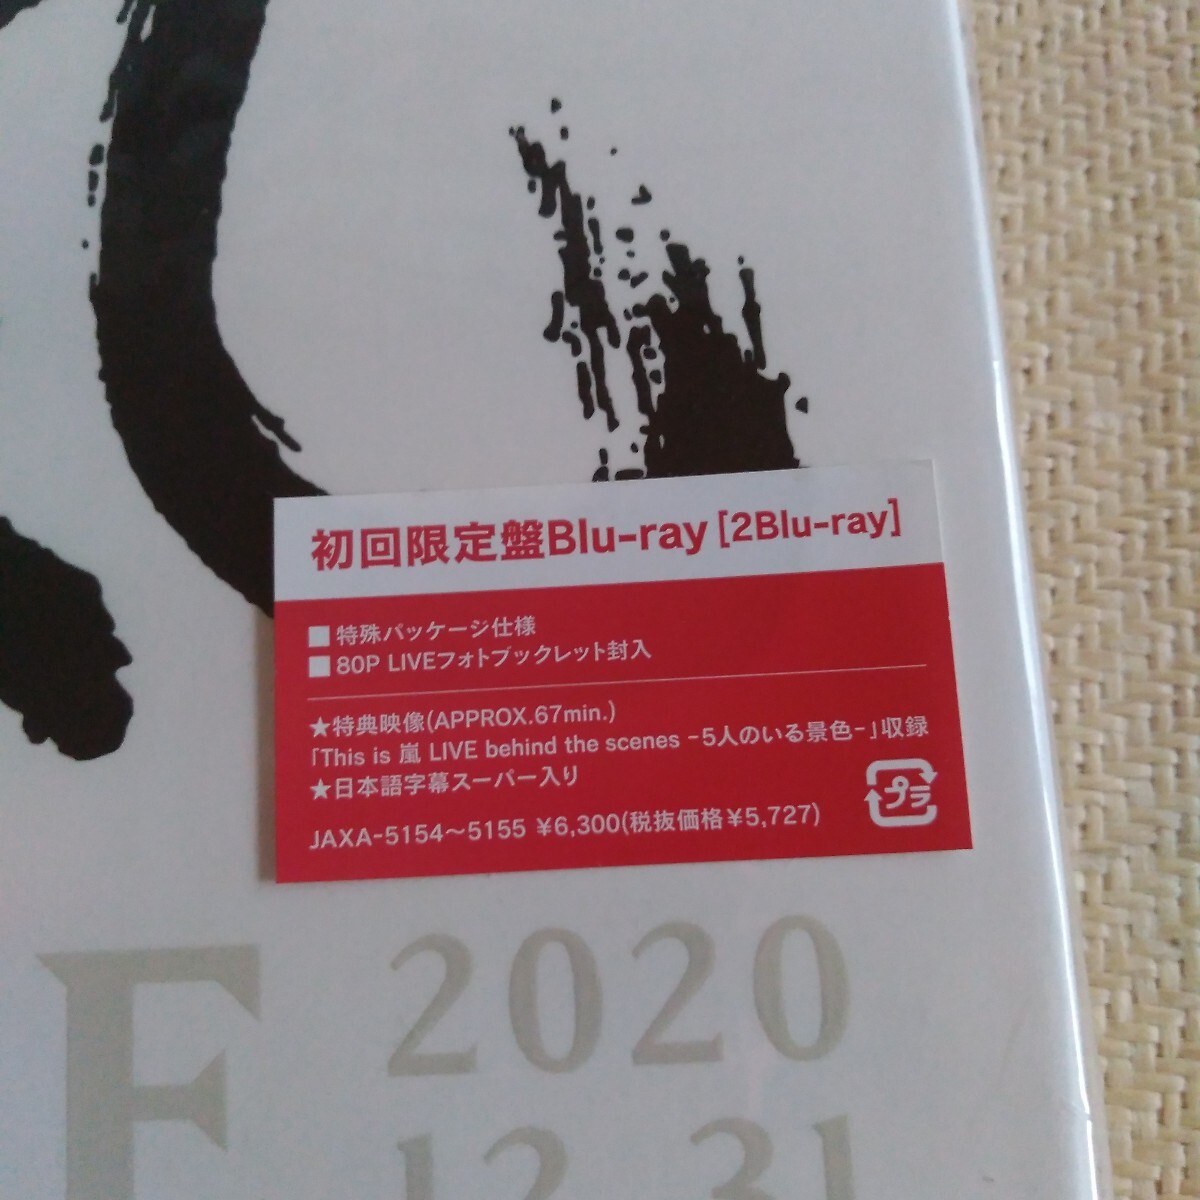 初回限定盤Blu-ray [2Blu-ray]
■ 特殊パッケージ仕様
■ 80P LIVEフォトブックレット封入
★特典映像(APPROX.67min.)
「This is 嵐 LIVE behind the scenes -5人のいる景色-」収録
★日本語字幕スーパー入り
プラ
JAXA-5154〜5155 ¥6,300(税抜価格¥5,727)
E 2020
12 31